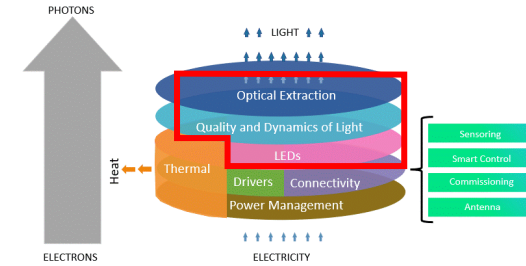 PHOTONS
LIGHT
Optical Extraction
Quality and Dynamics of Light
LEDs
Thermal
Heat
Drivers
Connectivity
Power Management
Sensoring
Smart Control
Commissioning
Antenna
ELECTRONS
ELECTRICITY